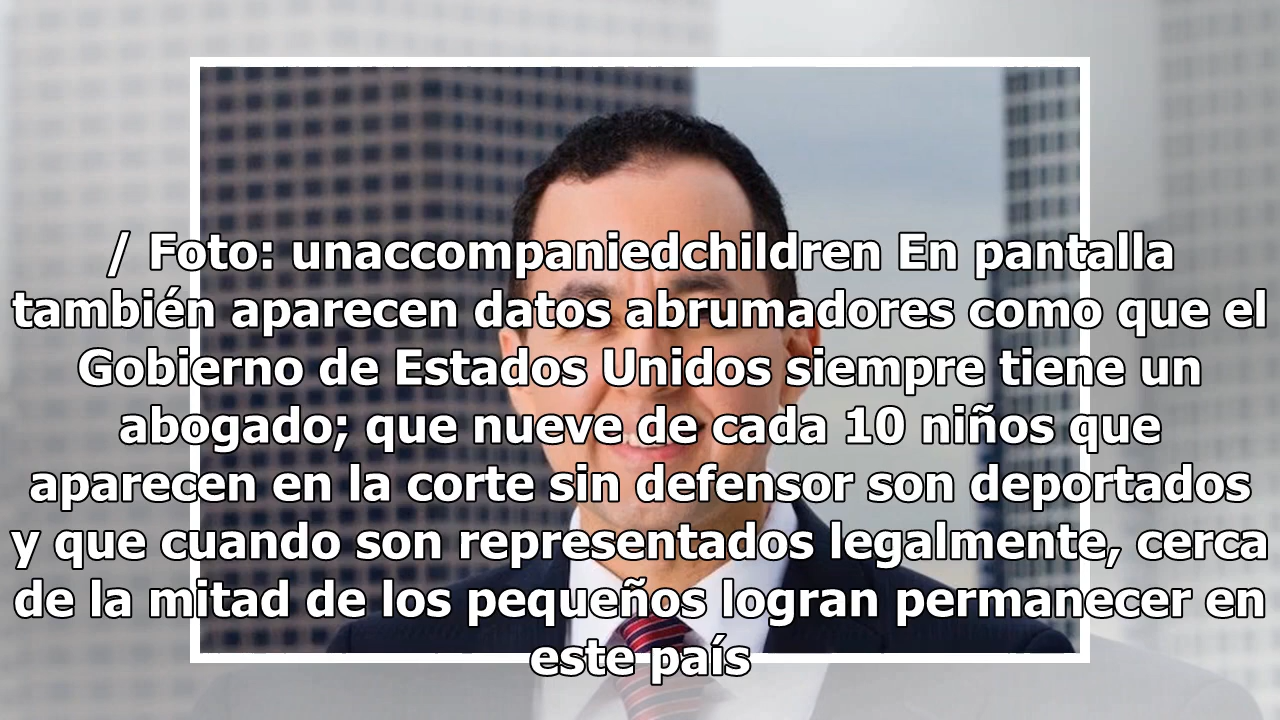 / Foto: unaccompaniedchildren En pantalla
también aparecen datos abrumadores como que el
Gobierno de Estados Unidos siempre tiene un
abogado; que nueve de cada 10 niños que
aparecen en la corte sin defensor son deportados
y que cuando son representados legalmente, cerca
de la mitad de los pequeños logran permanecer en
este país